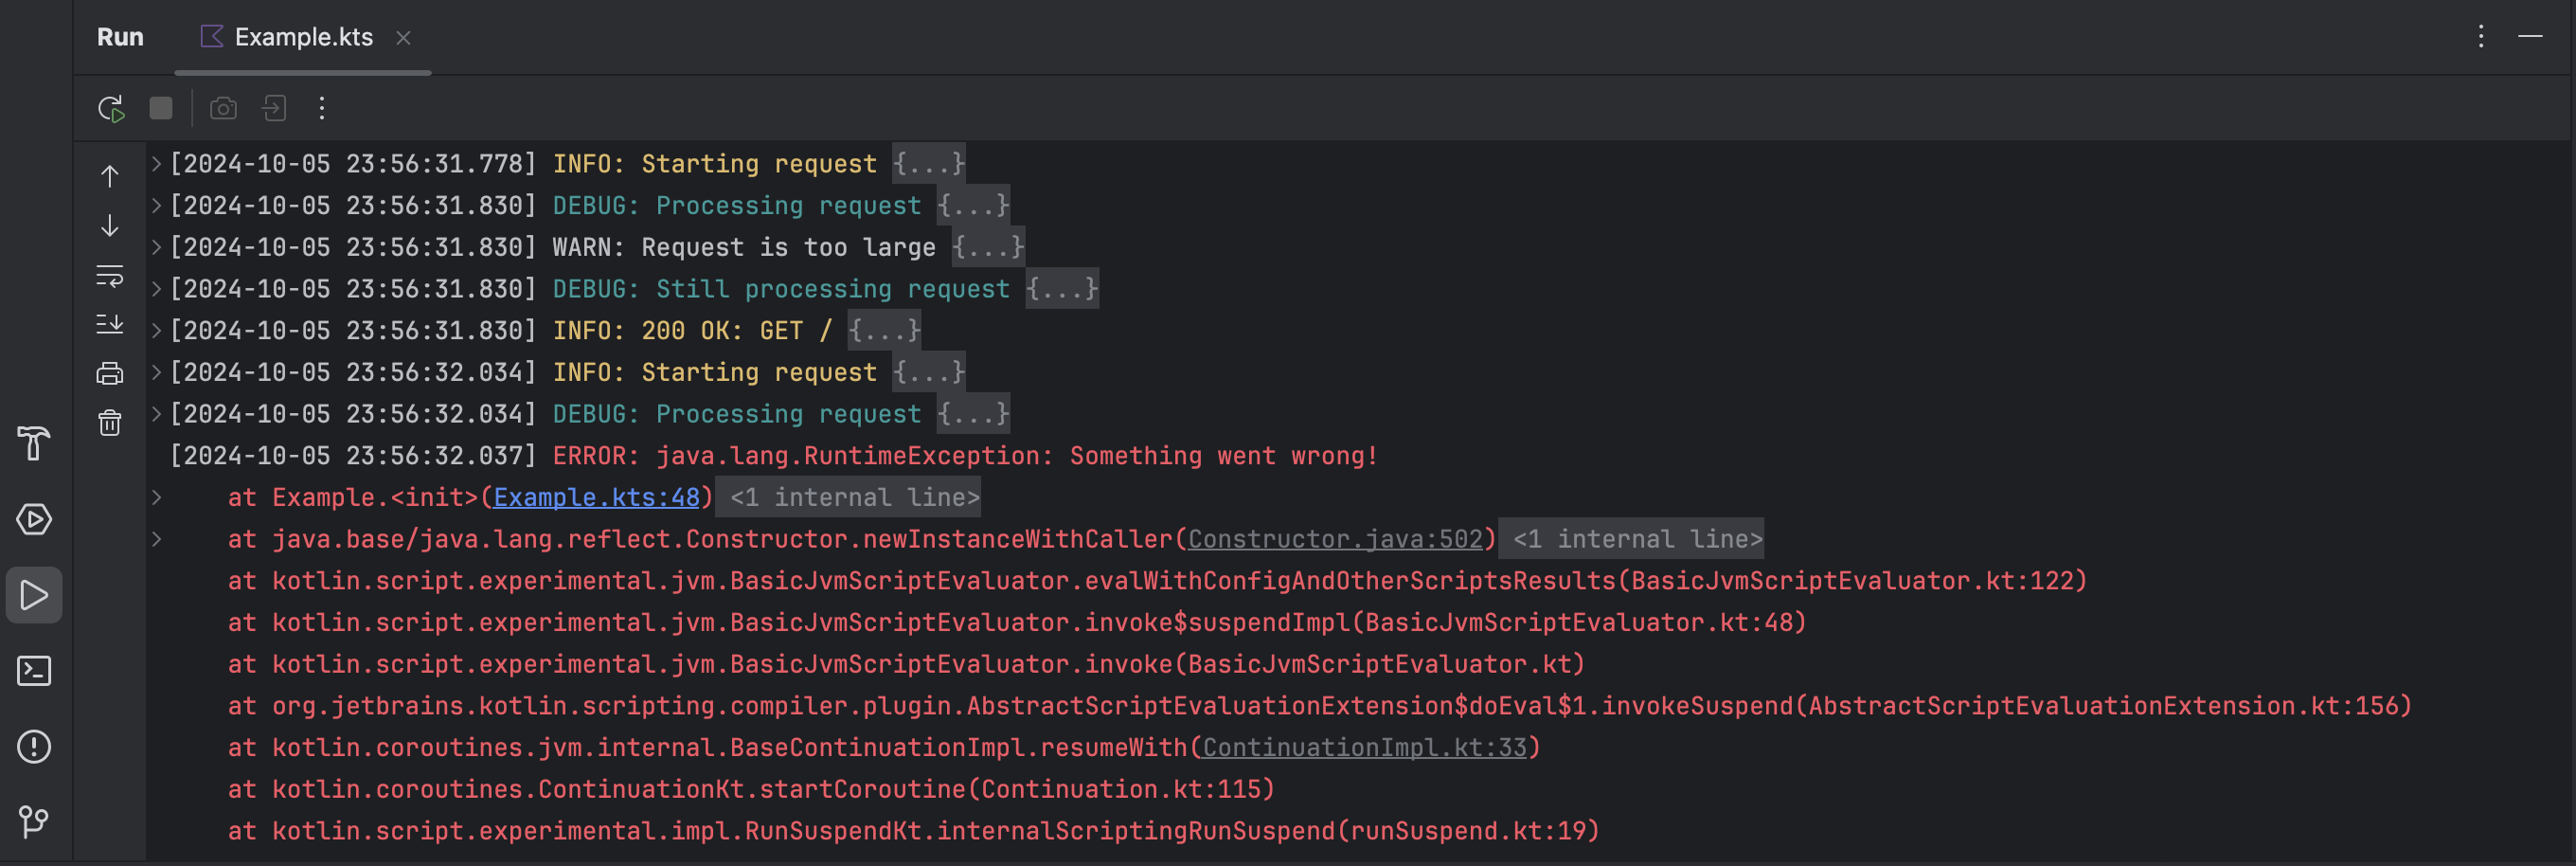 Run Example.kts
[2024-10-05 23:56:31.778] INFO: Starting request {...}
[2024-10-05 23:56:31.830] DEBUG: Processing request {...}
[2024-10-05 23:56:31.830] WARN: Request is too large {...}
[2024-10-05 23:56:31.830] DEBUG: Still processing request {...}
[2024-10-05 23:56:31.830] INFO: 200 OK: GET / {...}
[2024-10-05 23:56:32.034] INFO: Starting request {...}
[2024-10-05 23:56:32.034] DEBUG: Processing request {...}
[2024-10-05 23:56:32.037] ERROR: java.lang.RuntimeException: Something went wrong!
at Example.<init>(Example.kts:48) <1 internal line>
at java.base/java.lang.reflect.Constructor.newInstanceWithCaller(Constructor.java:502) <1 internal line>
at kotlin.script.experimental.jvm.BasicJvmScriptEvaluator.evalWithConfigAndOtherScriptsResults(BasicJvmScriptEvaluator.kt:122)
at kotlin.script.experimental.jvm.BasicJvmScriptEvaluator.invoke$suspendImpl(BasicJvmScriptEvaluator.kt:48)
at kotlin.script.experimental.jvm.BasicJvmScriptEvaluator.invoke(BasicJvmScriptEvaluator.kt)
at org.jetbrains.kotlin.scripting.compiler.plugin.AbstractScriptEvaluationExtension$doEval$1.invokeSuspend(AbstractScriptEvaluationExtension.kt:156)
at kotlin.coroutines.jvm.internal.BaseContinuationImpl.resumeWith(ContinuationImpl.kt:33)
at kotlin.coroutines.ContinuationKt.startCoroutine(Continuation.kt:115)
at kotlin.script.experimental.impl.RunSuspendKt.internalScriptingRunSuspend(runSuspend.kt:19)